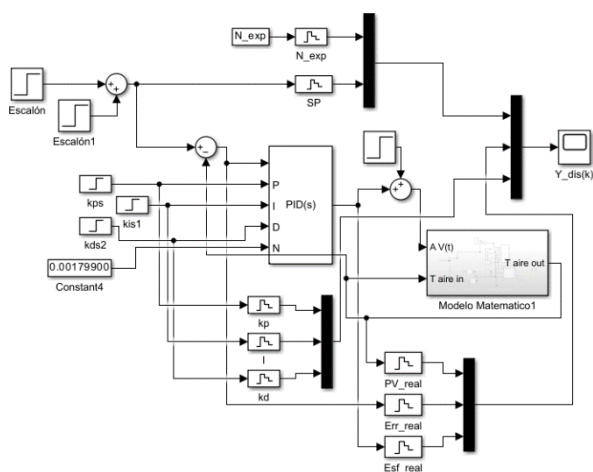 N_exp
N_exp
Escalón
SP
Escalón1
Y_dis(k)
kps
P
I
PID(s)
kis1
D
kds2
N
A V(t)
T aire out
0.00179900
T aire in
Constant4
Modelo Matematico1
kp
I
PV_real
kd
Err_real
Esf_real